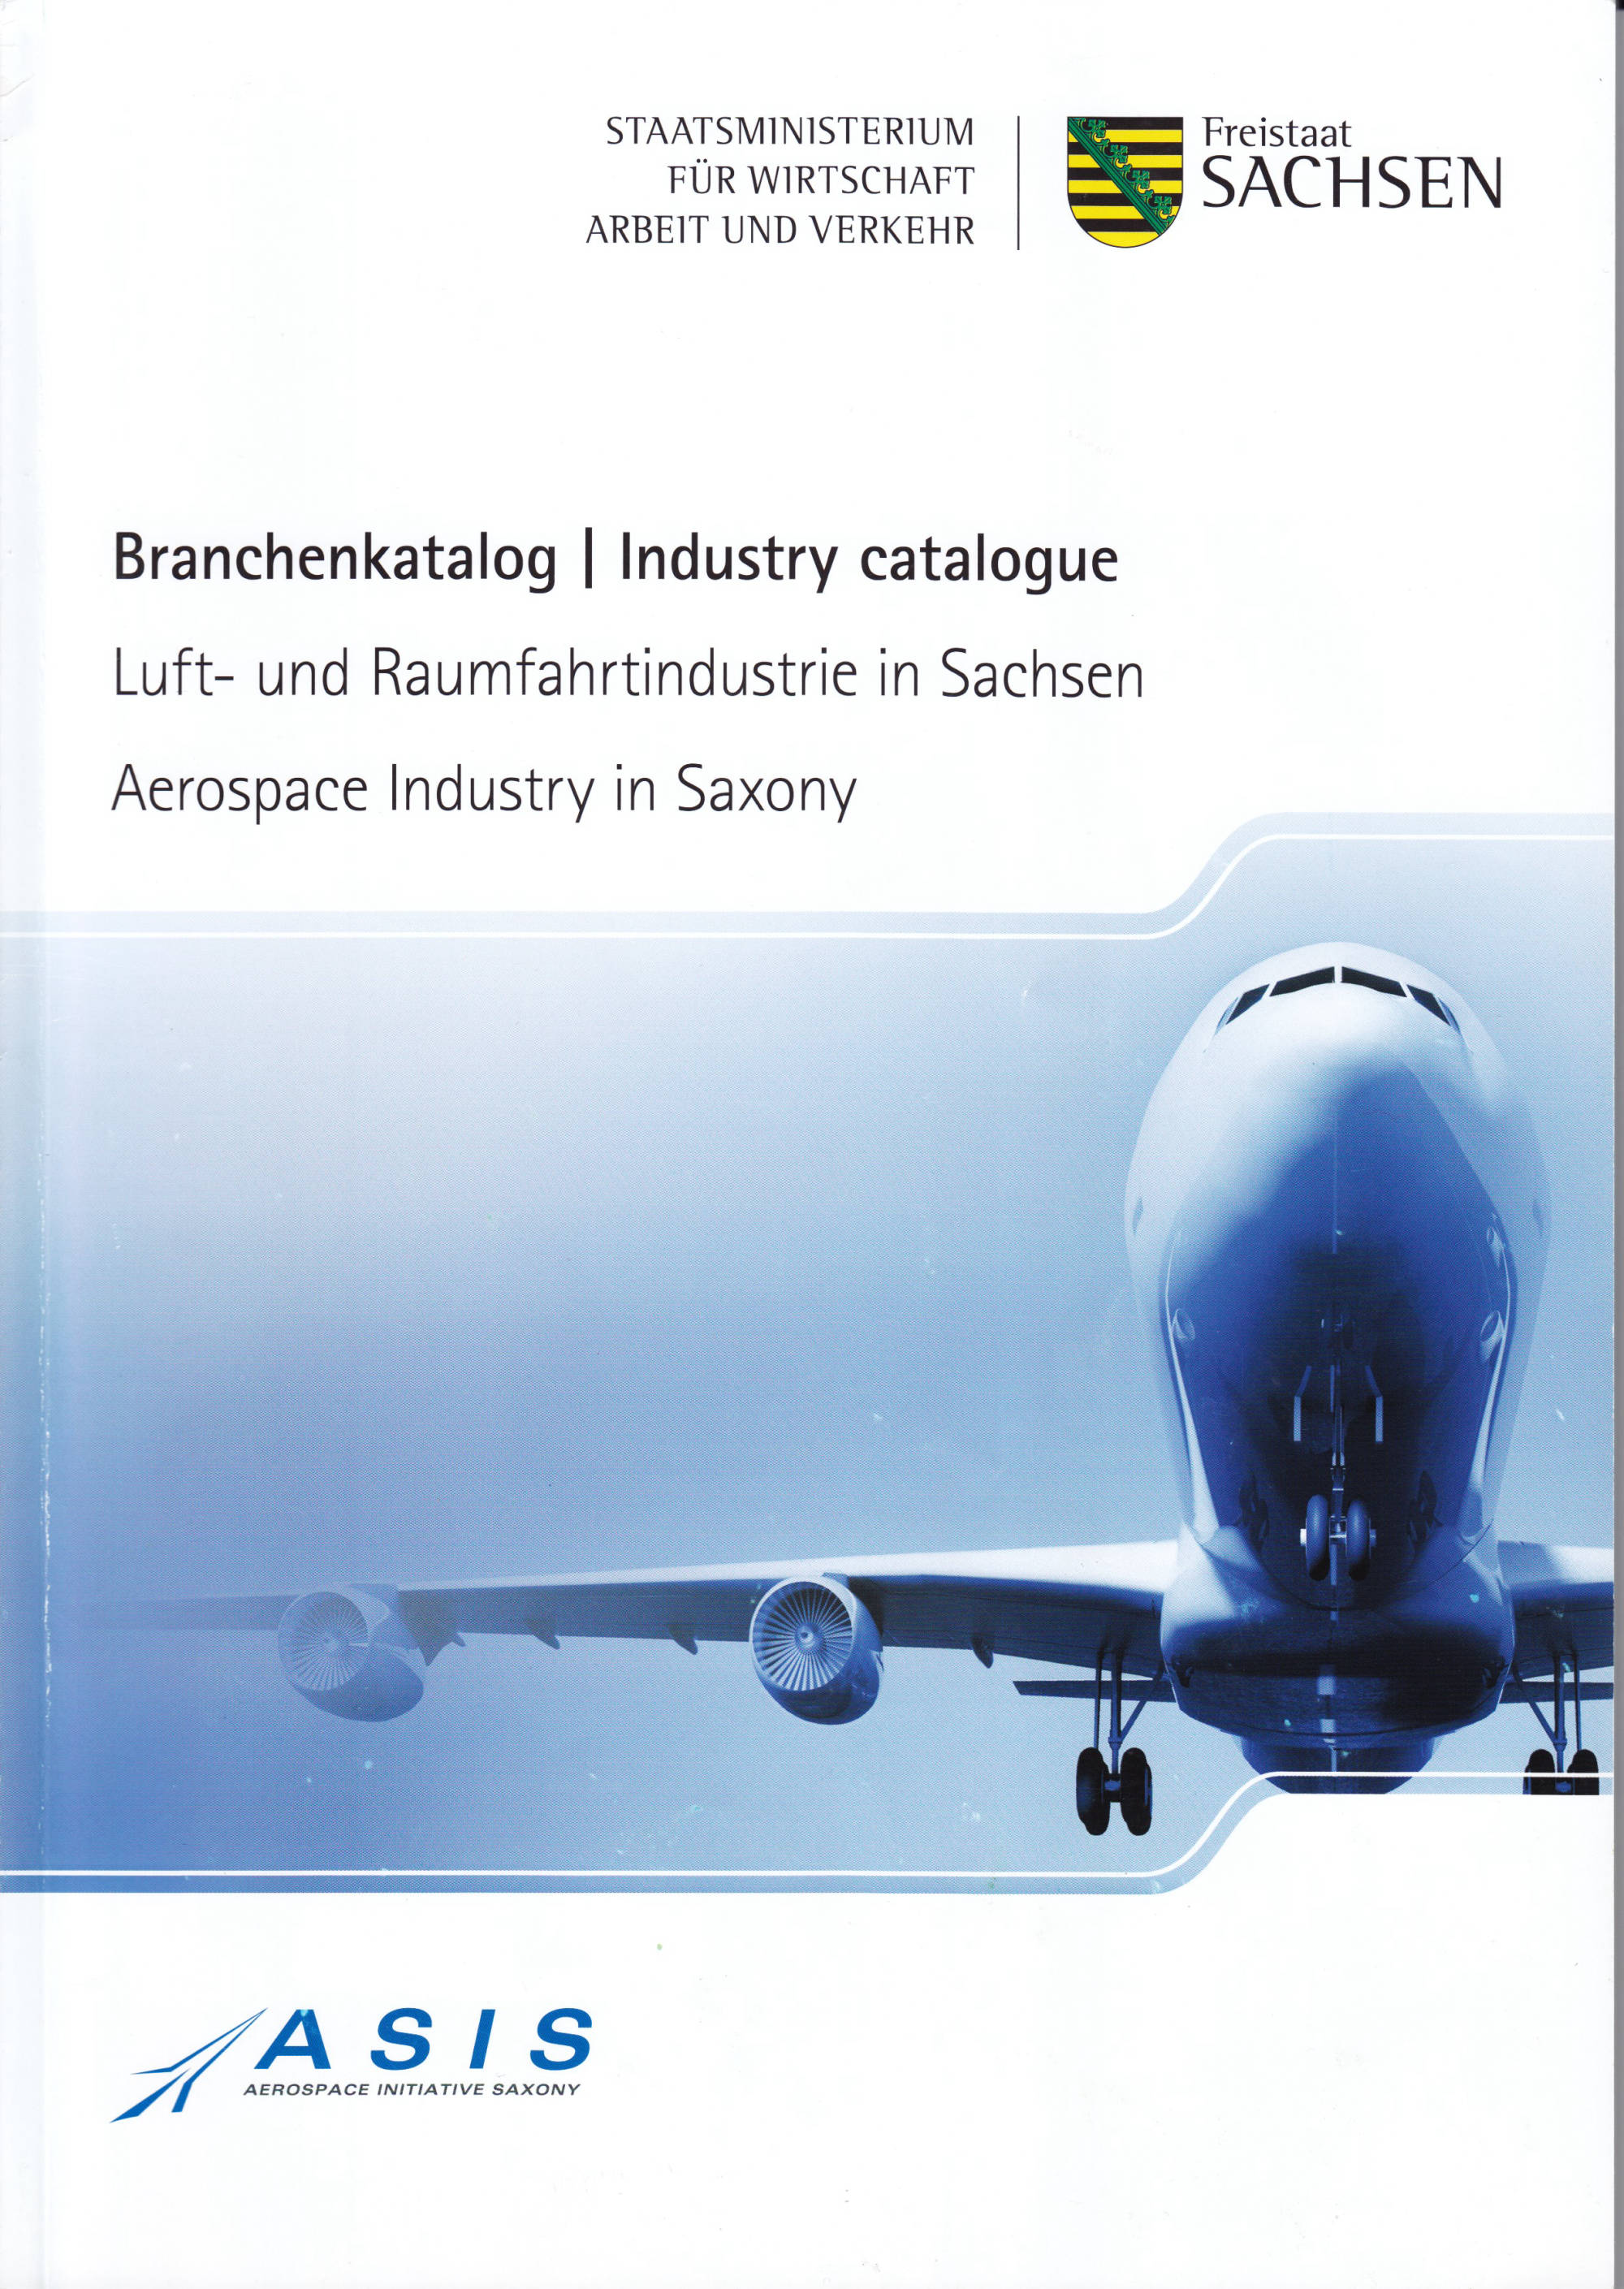 STAATSMINISTERIUM
FÜR WIRTSCHAFT
ARBEIT UND VERKEHR
Freistaat
SACHSEN
Branchenkatalog | Industry catalogue
Luft- und Raumfahrtindustrie in Sachsen
Aerospace Industry in Saxony
ASIS
AEROSPACE INITIATIVE SAXONY